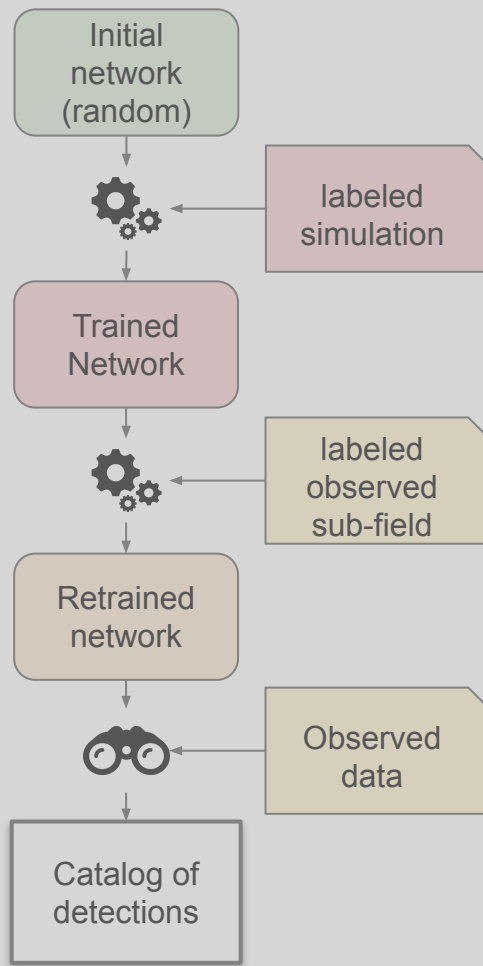 Initial
network
(random)
labeled
simulation
Trained
Network
labeled
observed
sub-field
Retrained
network
Observed
data
Catalog of
detections